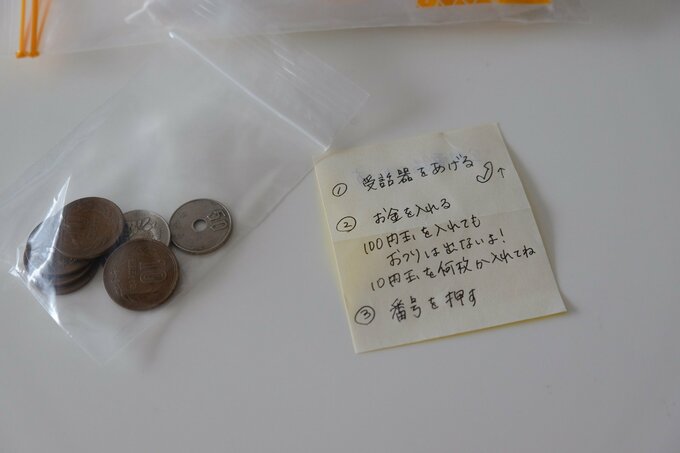 ① 受話器をあげる
② お金を入れる
100円玉を入れても
おつりは出ないよ!
10円玉を何枚か入れてね
③ 番号を押す
10
50